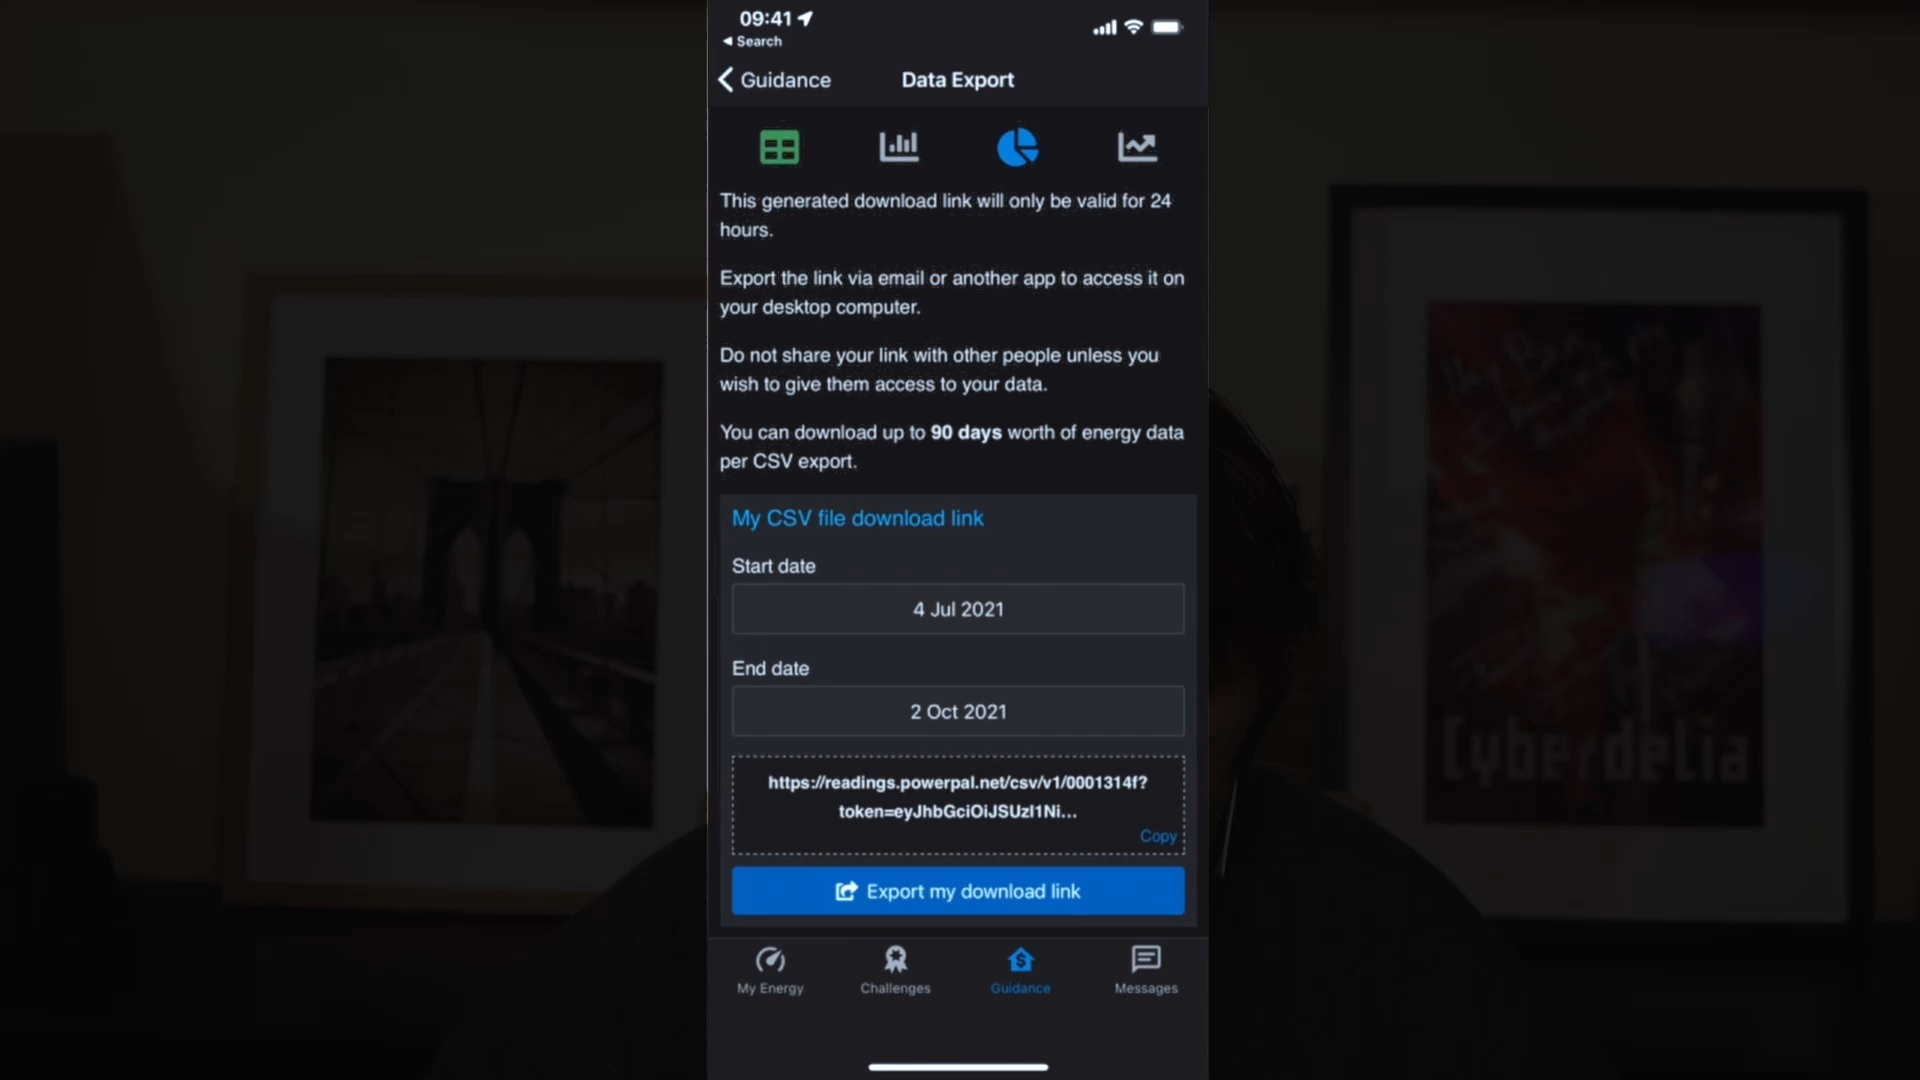 09:41
Search
Guidance
Data Export
This generated download link will only be valid for 24
hours.
Export the link via email or another app to access it on
your desktop computer.
Do not share your link with other people unless you
wish to give them access to your data.
You can download up to 90 days worth of energy data
per CSV export.
My CSV file download link
Start date
4 Jul 2021
End date
2 Oct 2021
https://readings.powerpal.net/csv/v1/0001314f?
token=eyJhbGciOiJSUzI1Ni...
Copy
Export my download link
My Energy
Challenges
Guidance
Messages
Cyberdelia